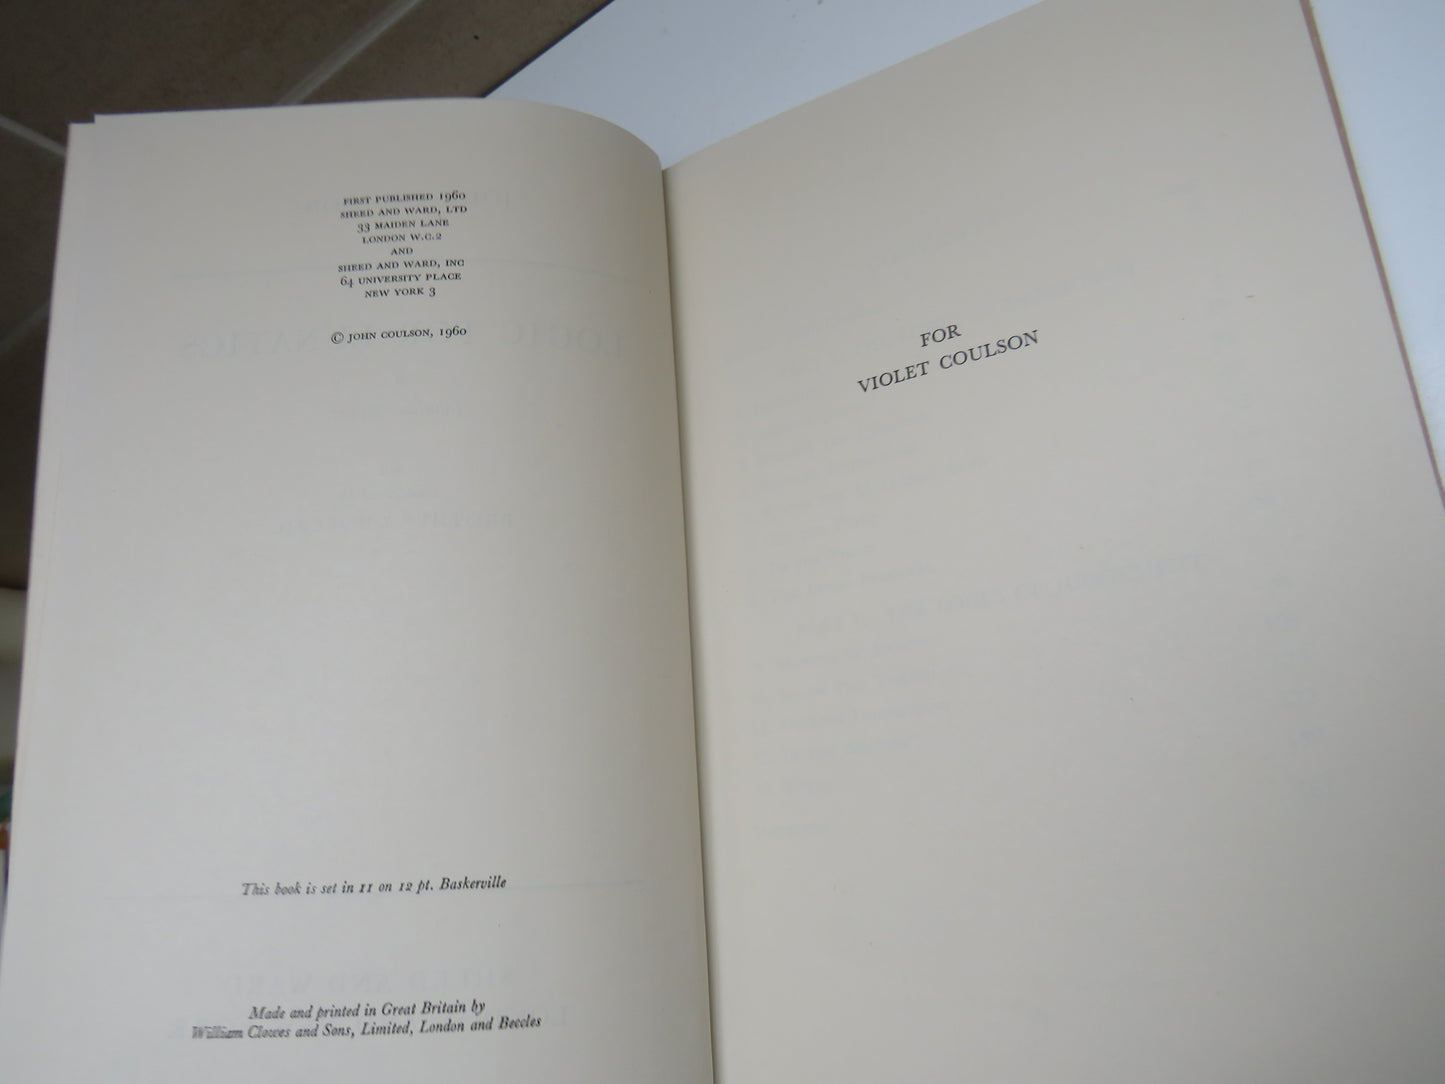 FIRST PUBLISHED 1960
SHEED AND WARD, LTD
33 MAIDEN LANE
LONDON W.C.2
AND
SHEED AND WARD, INC
64 UNIVERSITY PLACE
NEW YORK 3
© JOHN COULSON, 1960
This book is set in 11 on 12 pt. Baskerville
Made and printed in Great Britain by
William Clowes and Sons, Limited, London and Beccles
FOR
VIOLET COULSON